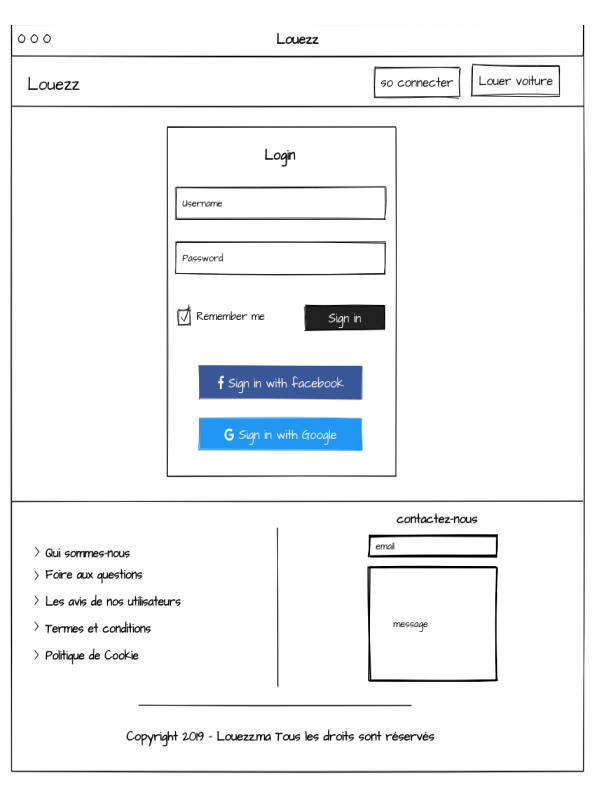 Louezz
Louezz
so connecter
Louer voiture
Login
Username
Password
Remember me
Sign in
f Sign in with facebook
G Sign in with Google
contactez-nous
email
message
> Qui sommes-nous
> Foire aux questions
> Les avis de nos utilisateurs
> Termes et conditions
> Politique de Cookie
Copyright 2019 - Louezz.ma Tous les droits sont réservés